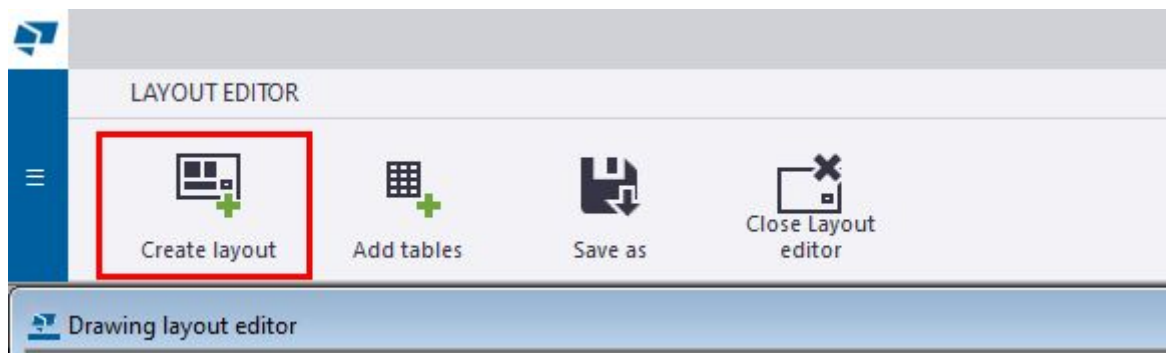 LAYOUT EDITOR
Create layout
Add tables
Save as
Close Layout
editor
Drawing layout editor